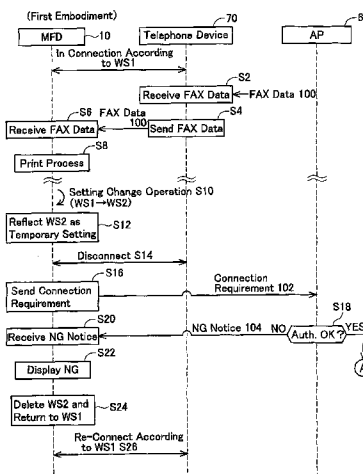 (First Embodiment)
MFD 10
70
Telephone Device
AP
In Connection According
to WS1
S2
Receive FAX Data
FAX Data 100
S6
FAX Data
100
S4
Receive FAX Data
Send FAX Data
S8
Print Process
Setting Change Operation S10
(WS1→WS2)
Reflect WS2 as
Temporary Setting
S12
Disconnect S14
S16
Send Connection
Requirement
Connection
Requirement 102
S18
S20
Receive NG Notice
NG Notice 104
NO
Auth. OK?
YES
S22
Display NG
A
Delete WS2 and
Return to WS1
S24
Re-Connect According
to WS1 S26